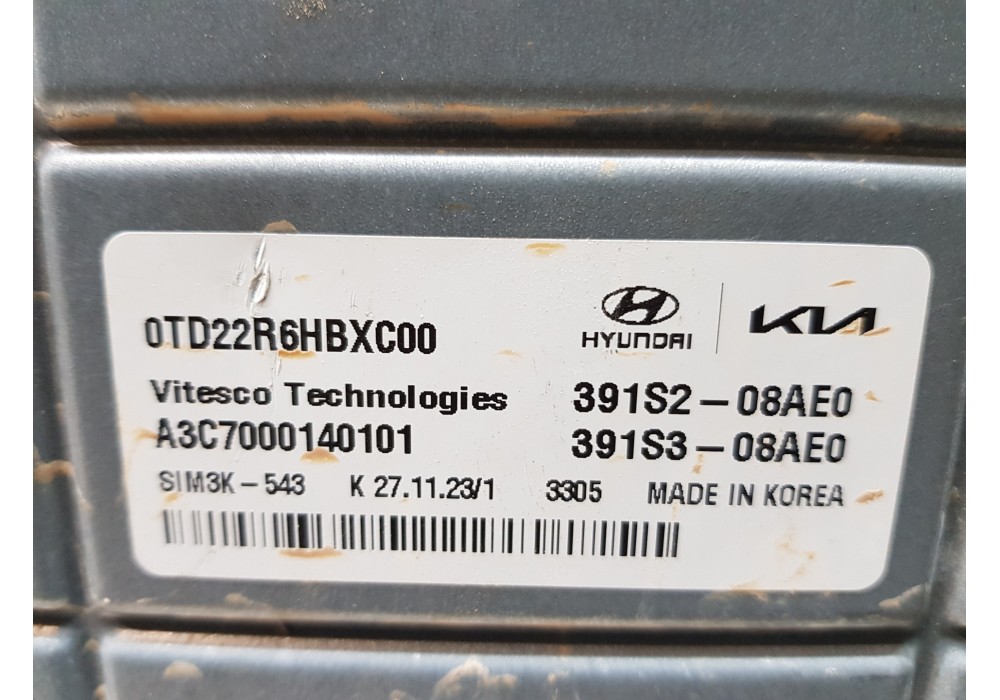 HYUNDAI KIA
0TD22R6HBXC00
Vitesco Technologies 391S2-08AE0
A3C7000140101 391S3-08AE0
SIM3K-543 K 27.11.23/1 3305 MADE IN KOREA